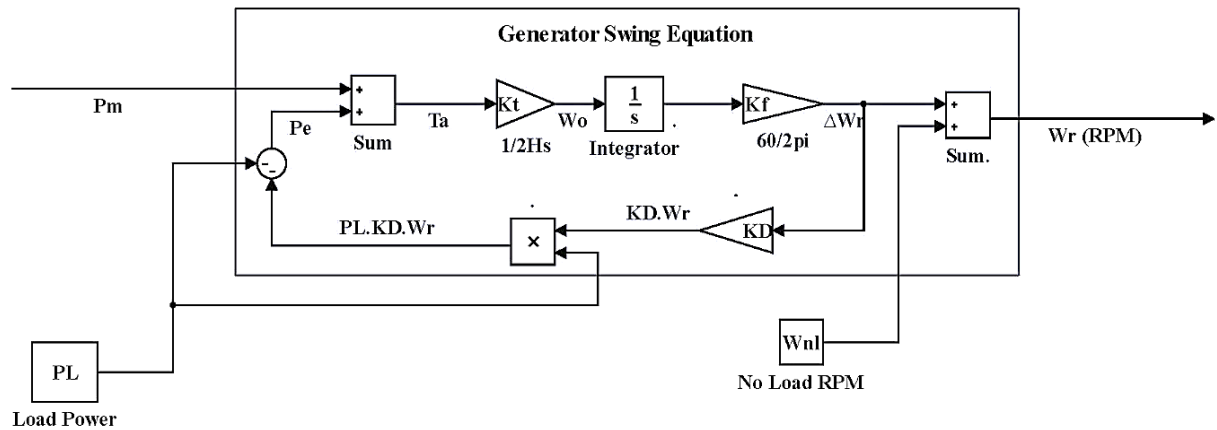 Generator Swing Equation
Pm
+
+
Sum
Pe
Ta
Kt
1/2Hs
Wo
1
s
Integrator
Kf
60/2pi
ΔWr
+
+
Sum.
Wr (RPM)
-
-
PL.KD.Wr
×
KD.Wr
KD
PL
Load Power
Wnl
No Load RPM